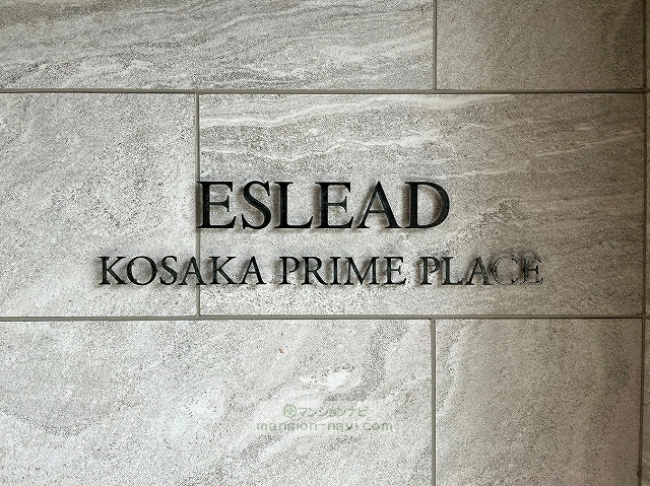 ESLEAD
KOSAKA PRIME PLACE
マンションナビ
mansion-navi.com